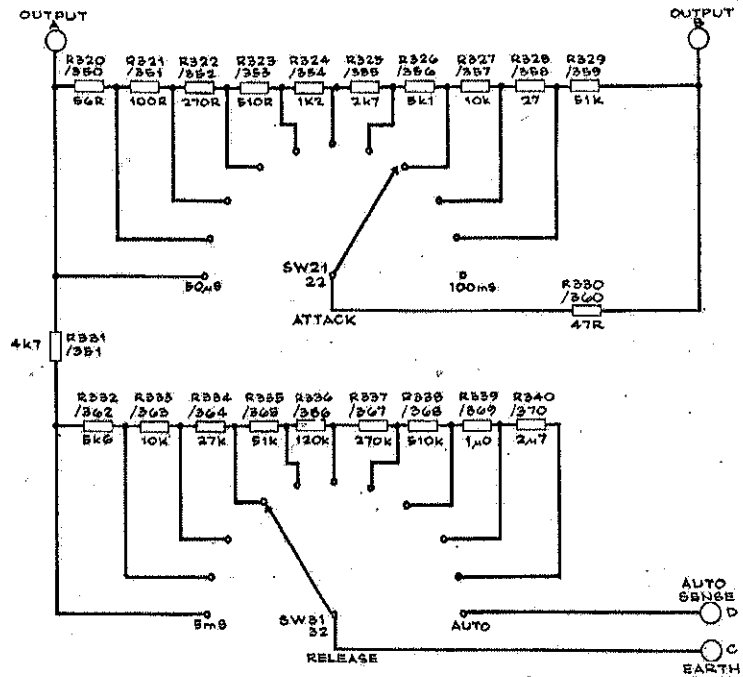 OUTPUT
A
OUTPUT
B
R320 R321 R322 R323 R324 R325 R326 R327 R328 R329
/350 /351 /352 /353 /354 /355 /356 /357 /358 /359
56R 100R 270R 510R 1K2 2K7 5K1 10K 27 51K
50µS
SW21
22
100mS
ATTACK
R330
/360
47R
4K7
R331
/351
R332 R333 R334 R335 R336 R337 R338 R339 R340
/362 /363 /364 /365 /366 /367 /368 /369 /370
5K6 10K 27K 51K 120K 270K 510K 1µ0 2µ7
5mS
SW31
32
AUTO
RELEASE
AUTO
SENSE
D
C
EARTH